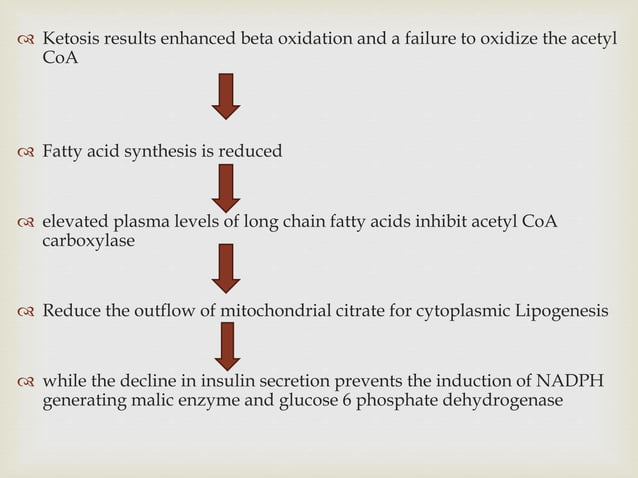 Ketosis results enhanced beta oxidation and a failure to oxidize the acetyl
CoA
Fatty acid synthesis is reduced
elevated plasma levels of long chain fatty acids inhibit acetyl CoA
carboxylase
Reduce the outflow of mitochondrial citrate for cytoplasmic Lipogenesis
while the decline in insulin secretion prevents the induction of NADPH
generating malic enzyme and glucose 6 phosphate dehydrogenase